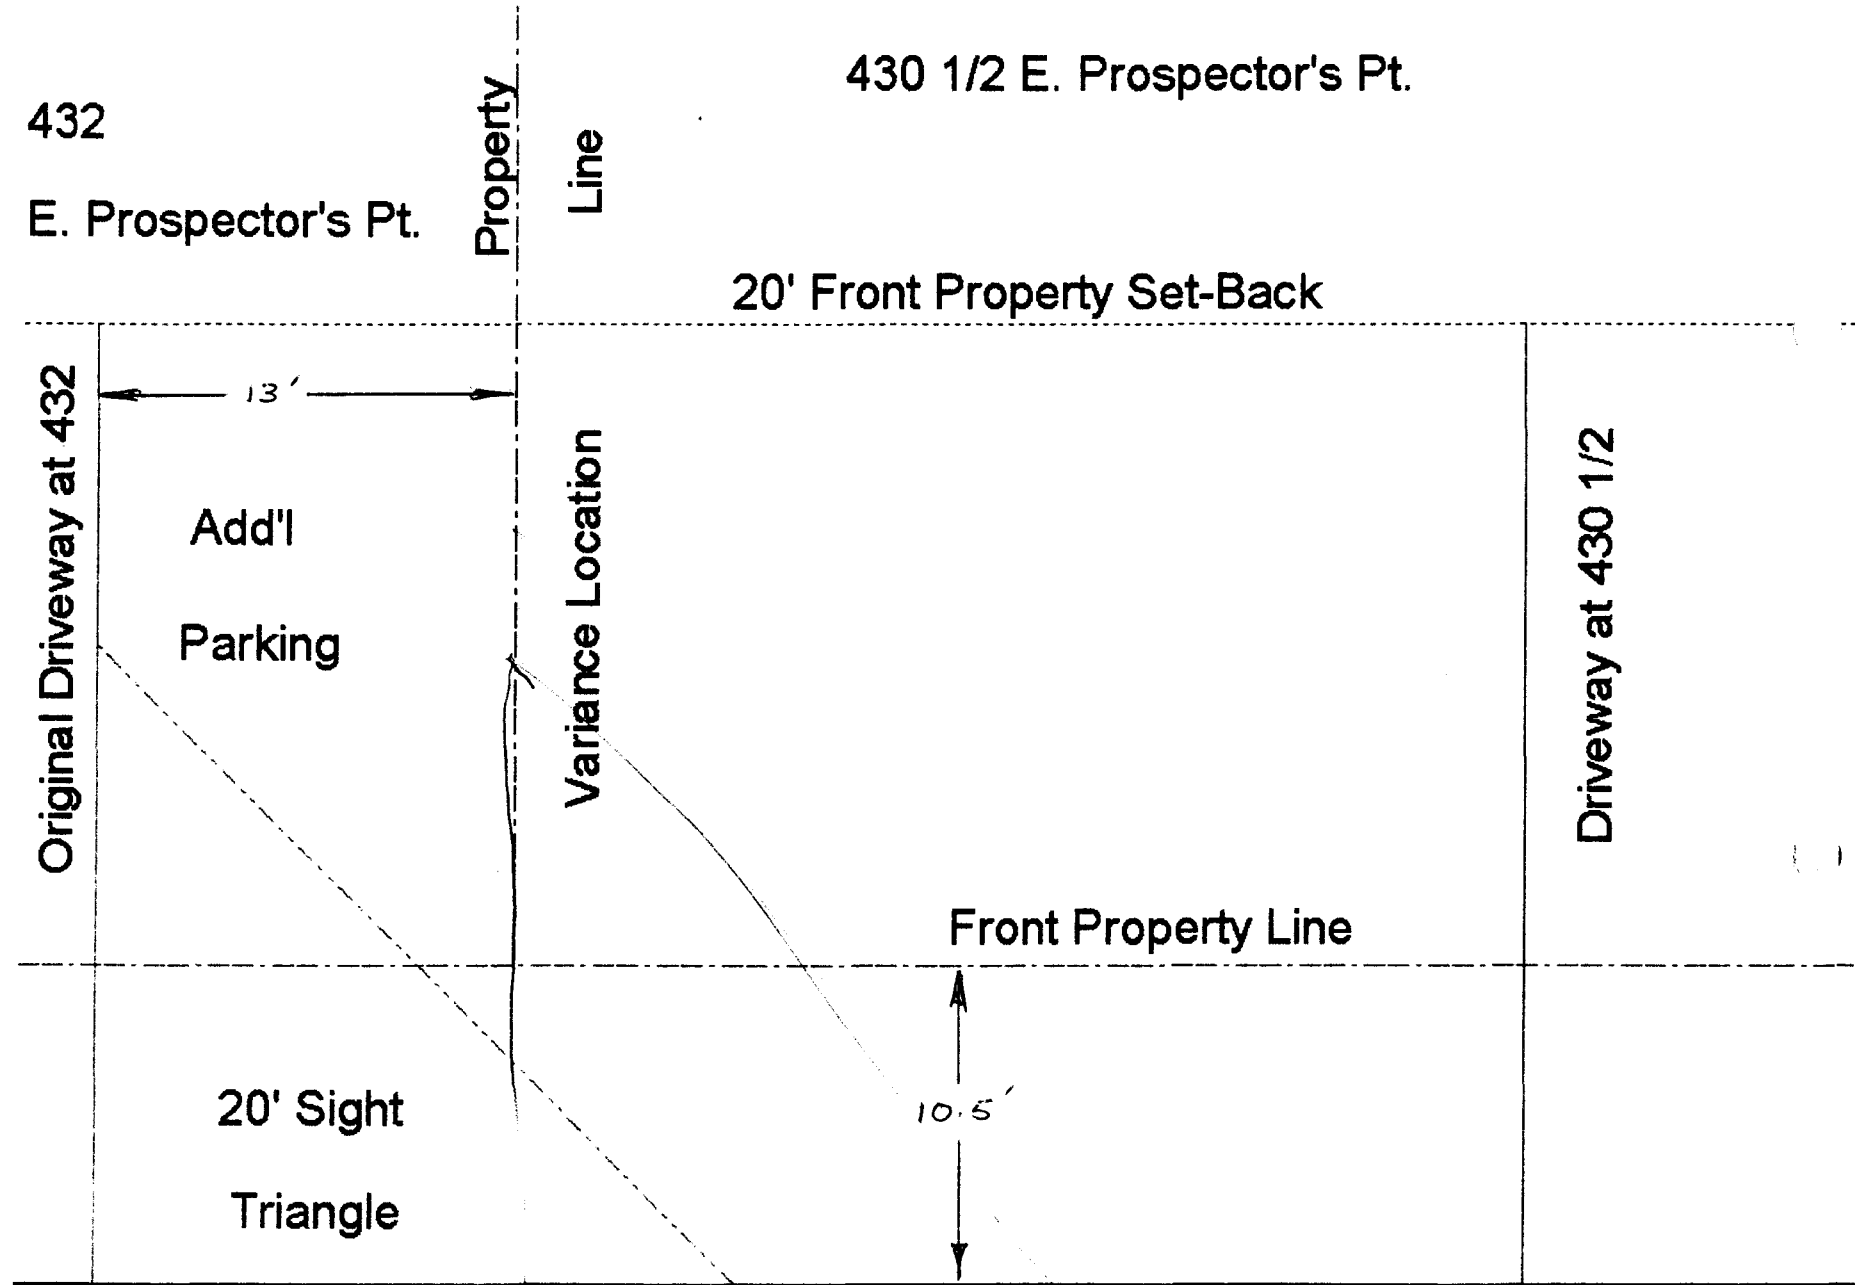 430 1/2 E. Prospector's Pt.
432
E. Prospector's Pt.
Property
Line
20' Front Property Set-Back
Original Driveway at 432
13'
Add'l
Parking
Variance Location
Driveway at 430 1/2
Front Property Line
10.5'
20' Sight
Triangle